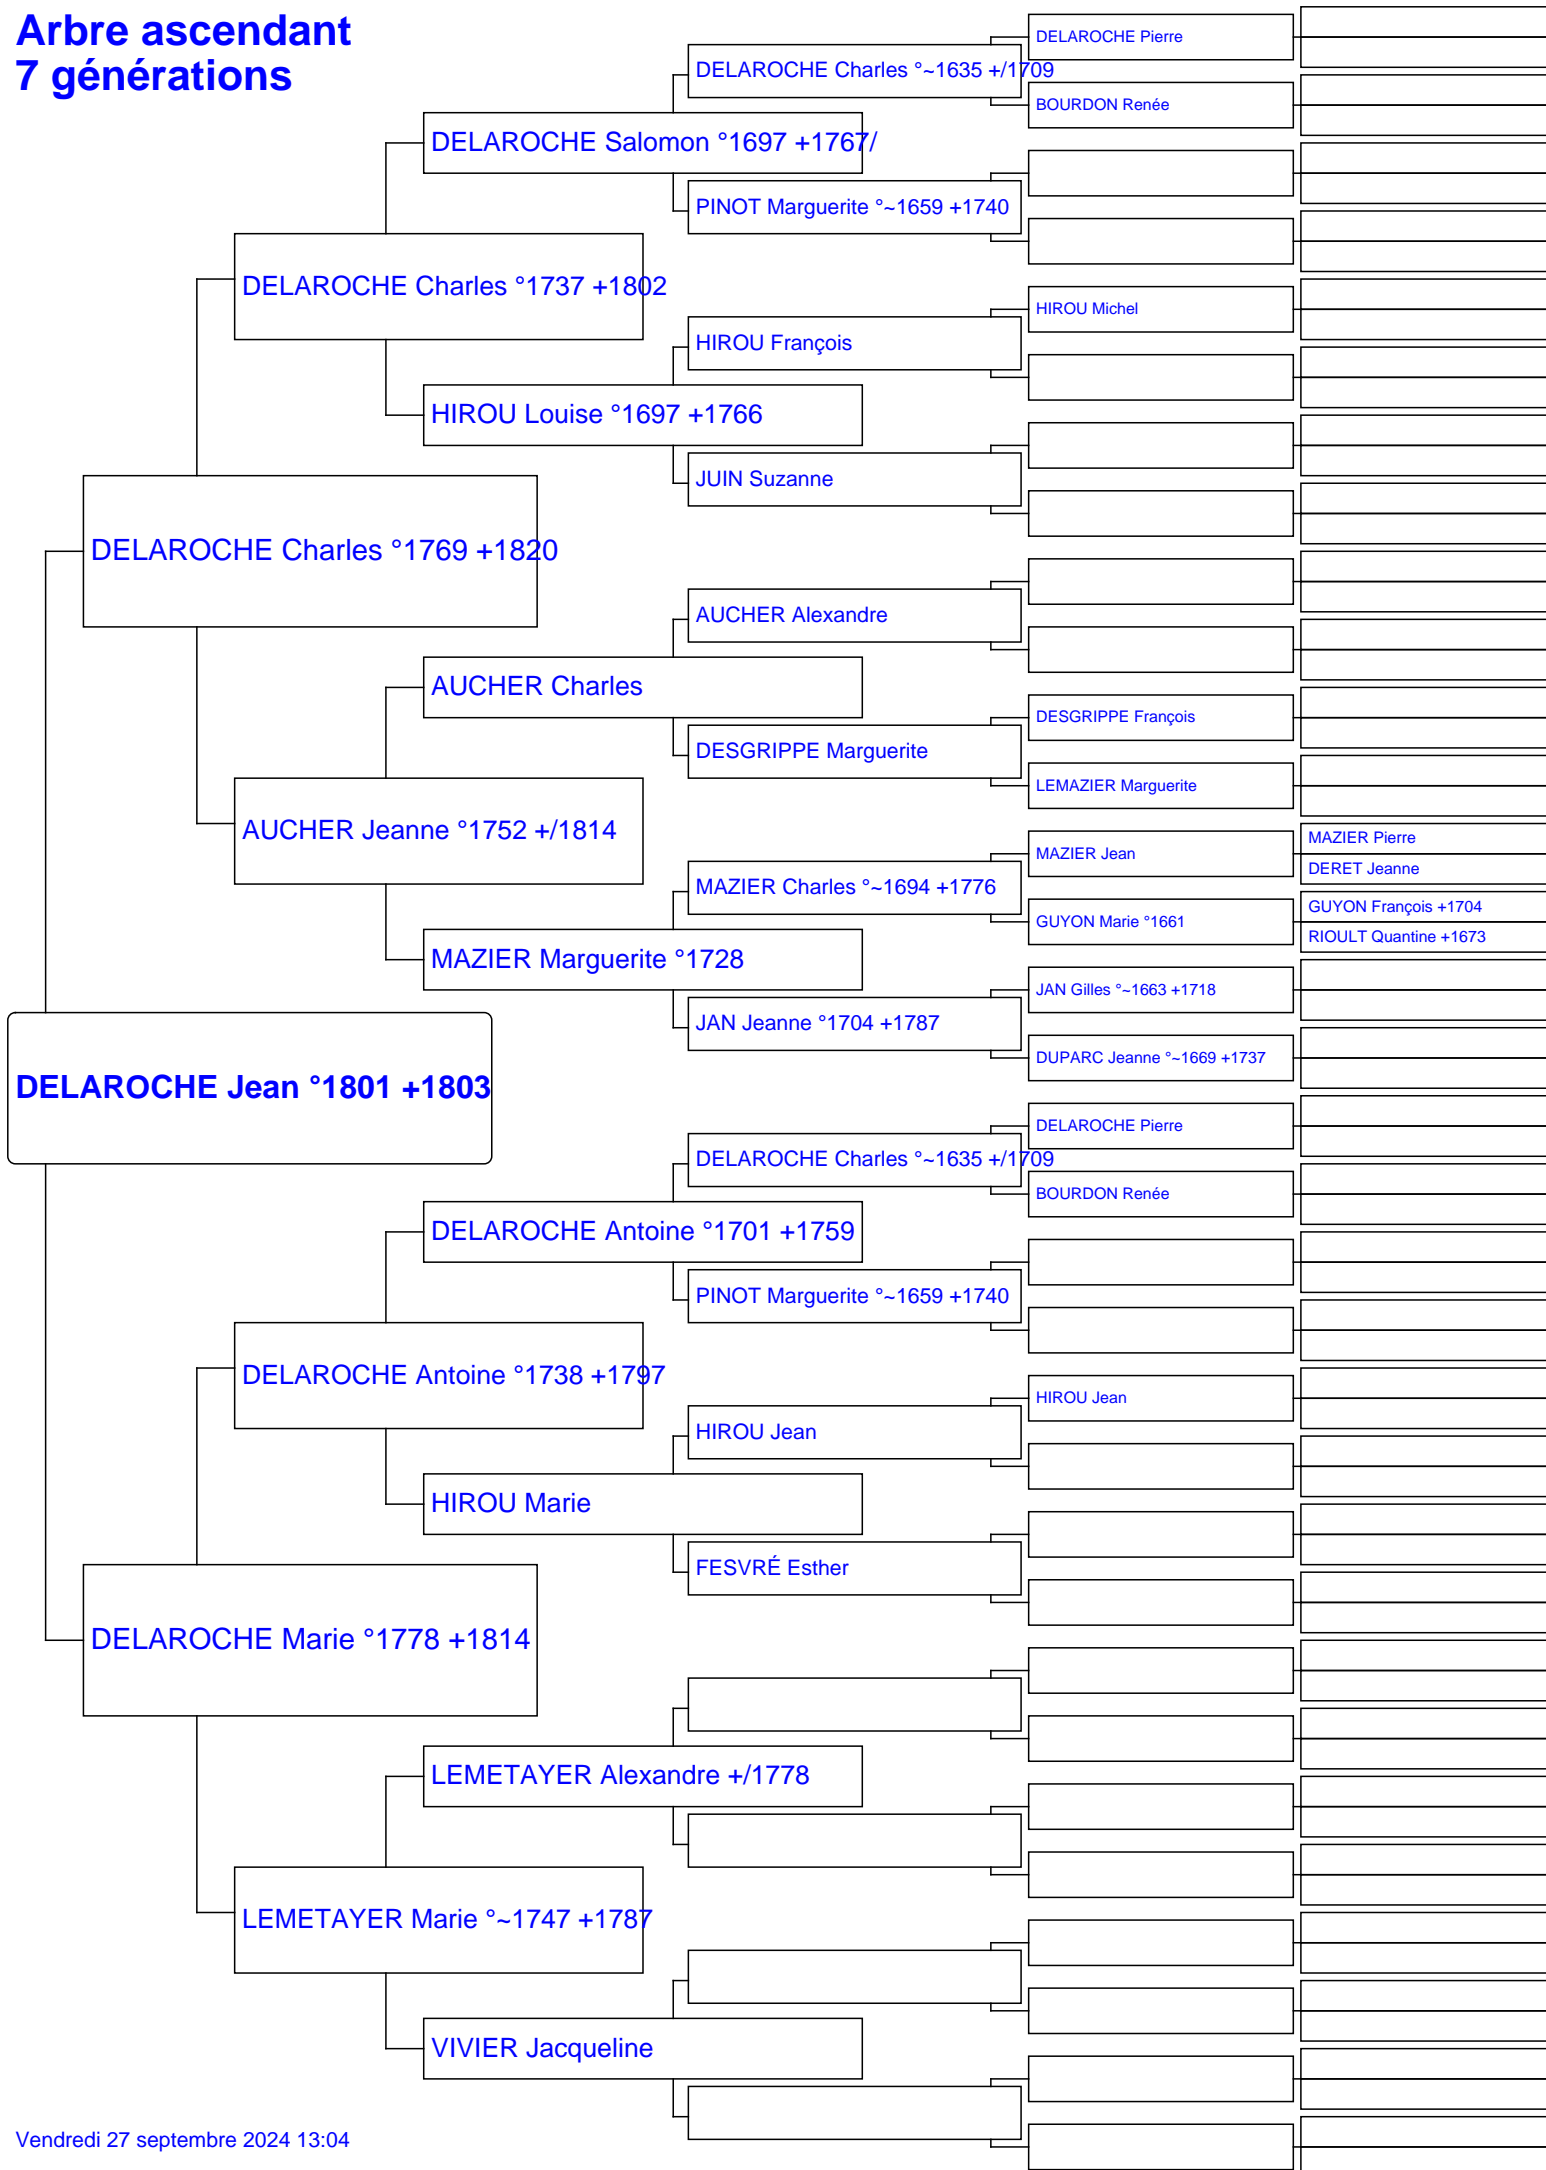 Arbre ascendant
7 générations
DELAROCHE Pierre
DELAROCHE Charles °~1635 +/1709
BOURDON Renée
DELAROCHE Salomon °1697 +1767/
PINOT Marguerite °~1659 +1740
DELAROCHE Charles °1737 +1802
HIROU Michel
HIROU François
HIROU Louise °1697 +1766
JUIN Suzanne
DELAROCHE Charles °1769 +1820
AUCHER Alexandre
AUCHER Charles
DESGRIPPE François
DESGRIPPE Marguerite
LEMAZIER Marguerite
AUCHER Jeanne °1752 +/1814
MAZIER Pierre
MAZIER Jean
DERET Jeanne
MAZIER Charles °~1694 +1776
GUYON François +1704
GUYON Marie °1661
RIOULT Quantine +1673
MAZIER Marguerite °1728
JAN Gilles °~1663 +1718
JAN Jeanne °1704 +1787
DUPARC Jeanne °~1669 +1737
DELAROCHE Jean °1801 +1803
DELAROCHE Pierre
DELAROCHE Charles °~1635 +/1709
BOURDON Renée
DELAROCHE Antoine °1701 +1759
PINOT Marguerite °~1659 +1740
DELAROCHE Antoine °1738 +1797
HIROU Jean
HIROU Jean
HIROU Marie
FESVRÉ Esther
DELAROCHE Marie °1778 +1814
LEMETAYER Alexandre +/1778
LEMETAYER Marie °~1747 +1787
VIVIER Jacqueline
Vendredi 27 septembre 2024 13:04